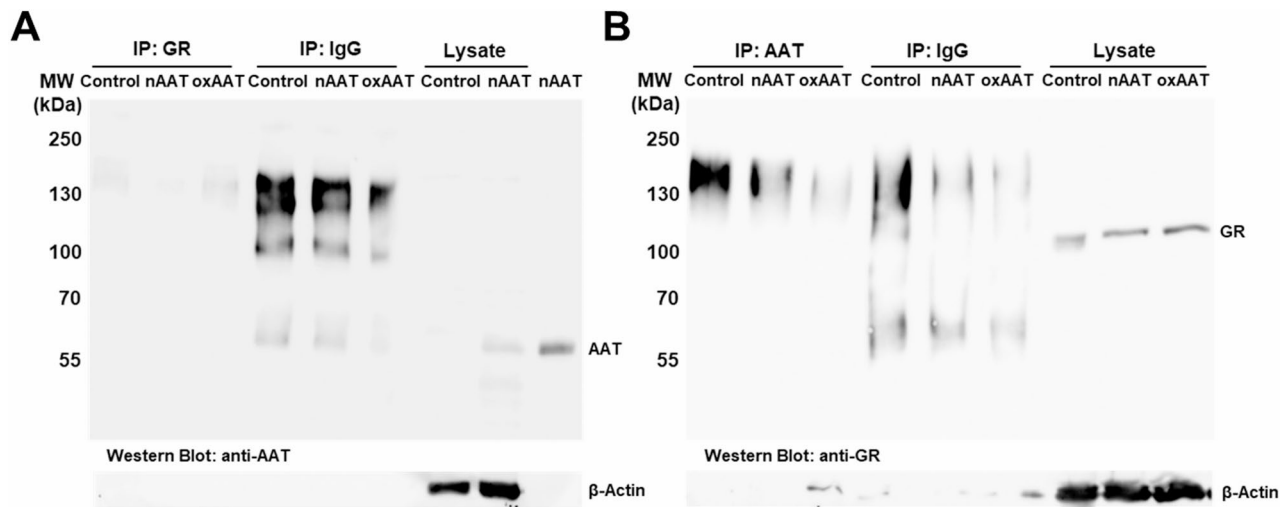 A
IP: GR IP: IgG Lysate
MW Control nAAT oxAAT Control nAAT oxAAT Control nAAT nAAT
(kDa)
250
130
100
70
55
AAT
Western Blot: anti-AAT
β-Actin
B
IP: AAT IP: IgG Lysate
MW Control nAAT oxAAT Control nAAT oxAAT Control nAAT oxAAT
(kDa)
250
130
GR
100
70
55
Western Blot: anti-GR
β-Actin